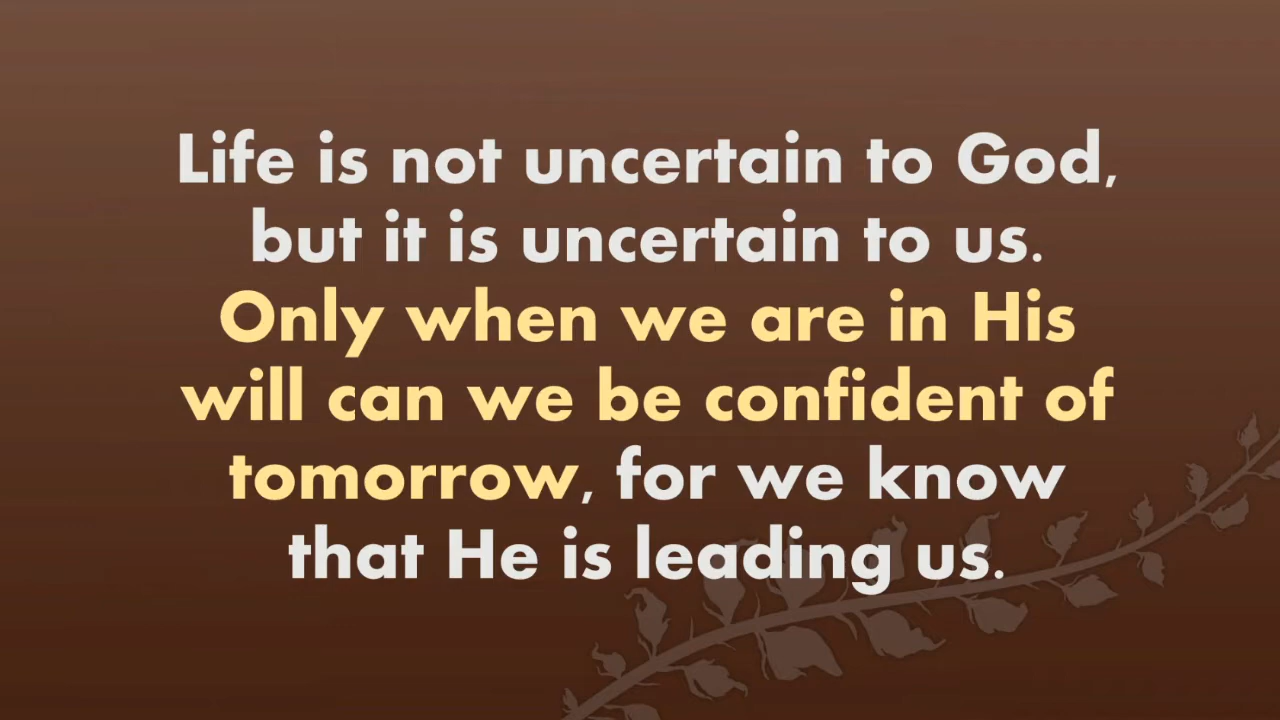 Life is not uncertain to God,
but it is uncertain to us.
Only when we are in His
will can we be confident of
tomorrow, for we know
that He is leading us.